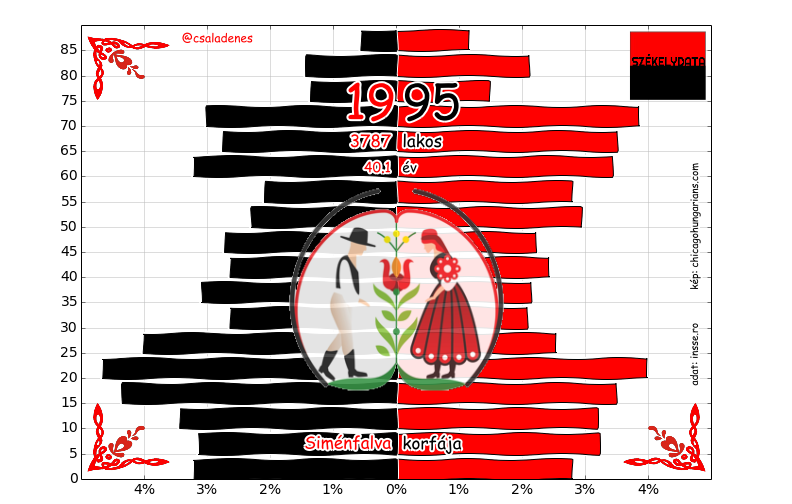 @csaladenes
SZÉKELYDATA
1995
3787 lakos
40.1 év
kép: chicagohungarians.com
adat: insse.ro
Siménfalva korfája
85
80
75
70
65
60
55
50
45
40
35
30
25
20
15
10
5
0
4% 3% 2% 1% 0% 1% 2% 3% 4%